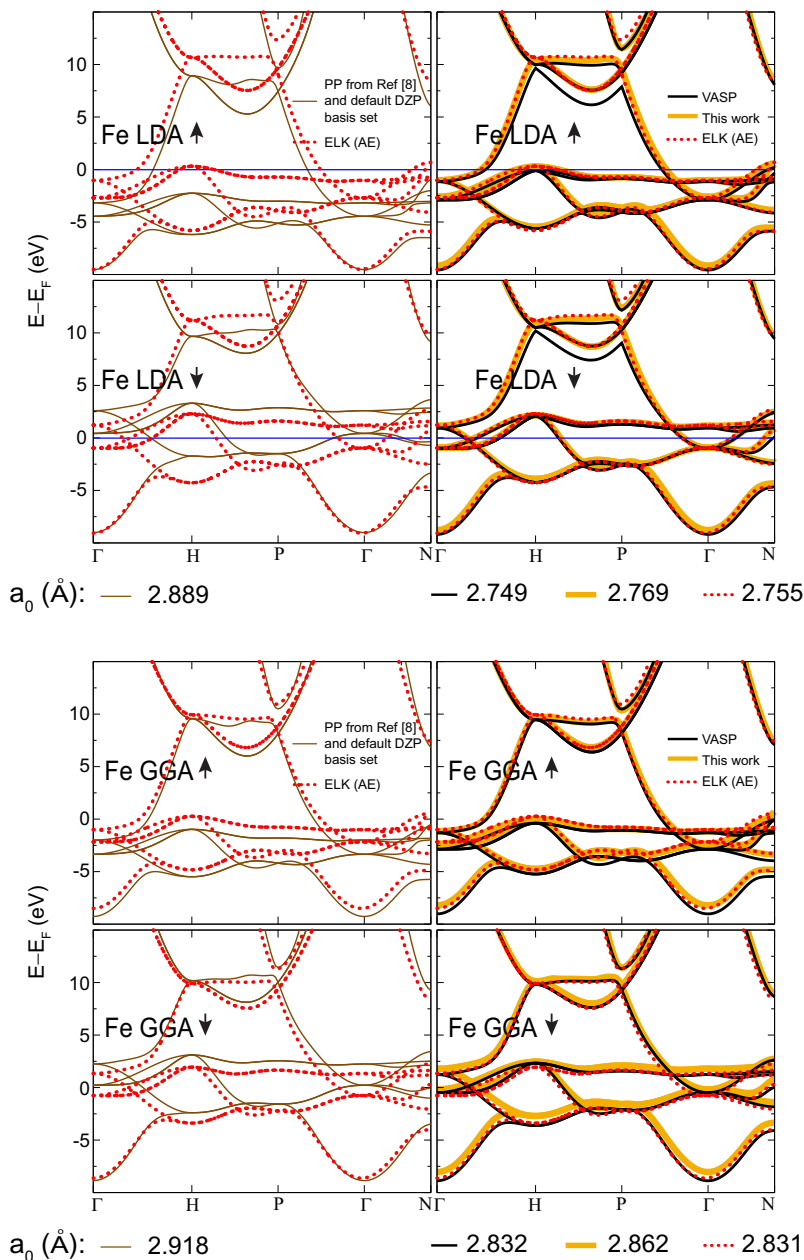 10
5
0
-5
PP from Ref [8]
and default DZP
basis set
ELK (AE)
Fe LDA
VASP
This work
ELK (AE)
Fe LDA
E−E_F (eV)
10
5
0
-5
Fe LDA
Fe LDA
Γ H P Γ N
Γ H P Γ N
a₀ (Å): 2.889 2.749 2.769 2.755
10
5
0
-5
PP from Ref [8]
and default DZP
basis set
ELK (AE)
Fe GGA
VASP
This work
ELK (AE)
Fe GGA
E−E_F (eV)
10
5
0
-5
Fe GGA
Fe GGA
Γ H P Γ N
Γ H P Γ N
a₀ (Å): 2.918 2.832 2.862 2.831